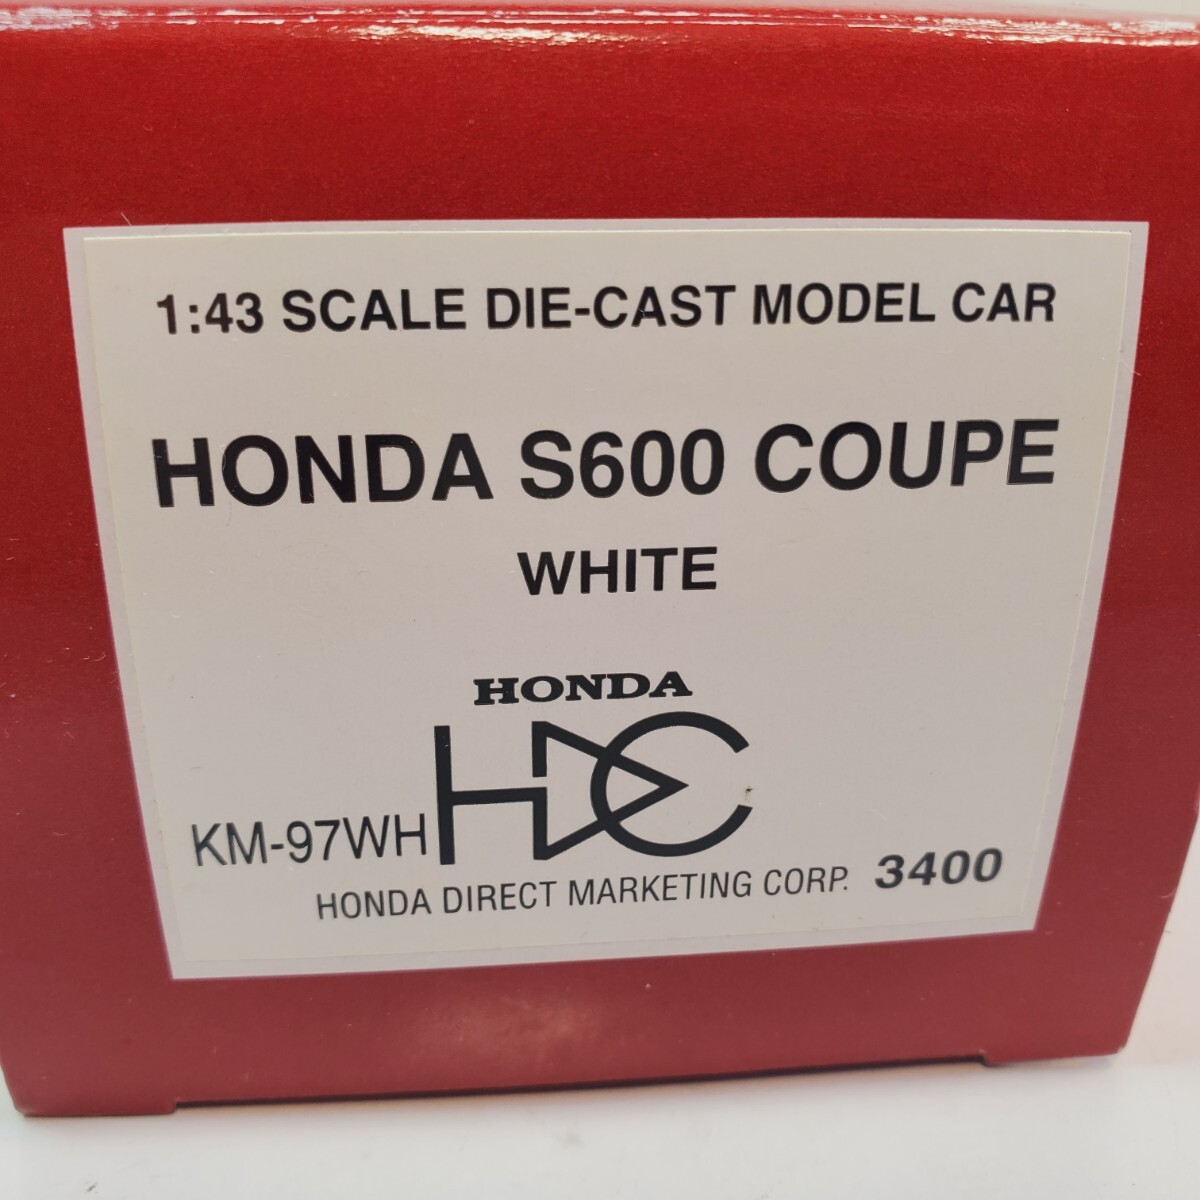 1:43 SCALE DIE-CAST MODEL CAR
HONDA S600 COUPE
WHITE
HONDA
HDC
KM-97WH
HONDA DIRECT MARKETING CORP. 3400